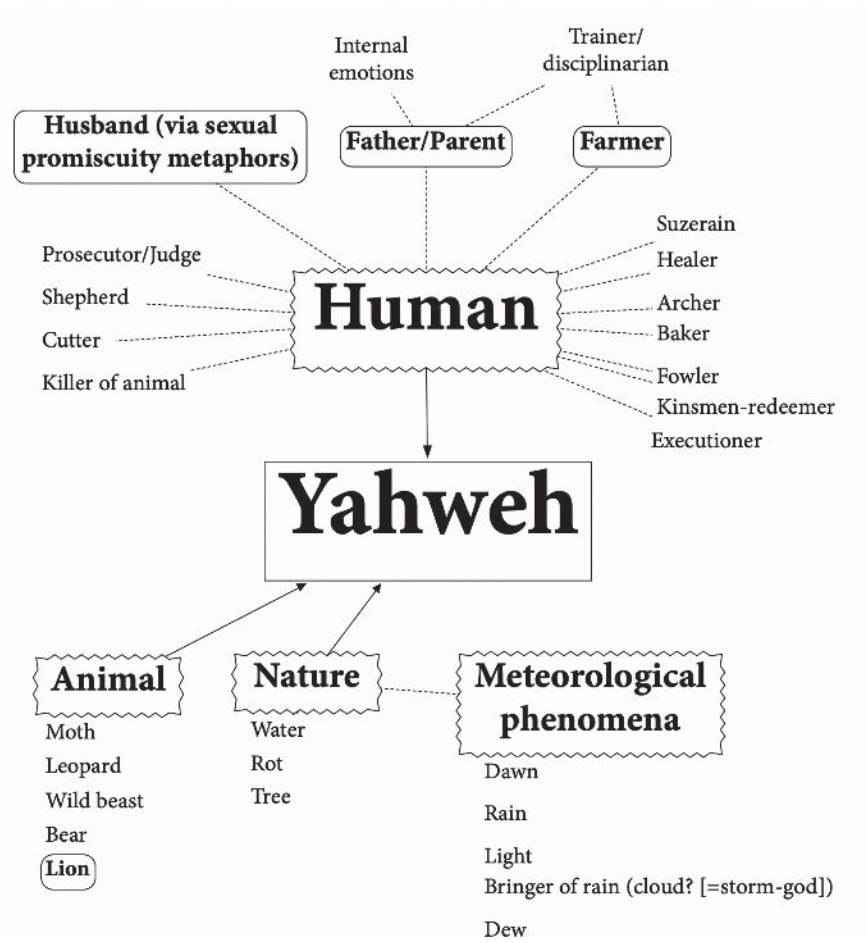 Internal
emotions
Trainer/
disciplinarian
Husband (via sexual
promiscuity metaphors)
Father/Parent
Farmer
Prosecutor/Judge
Shepherd
Cutter
Killer of animal
Human
Suzerain
Healer
Archer
Baker
Fowler
Kinsmen-redeemer
Executioner
Yahweh
Animal
Moth
Leopard
Wild beast
Bear
Lion
Nature
Water
Rot
Tree
Meteorological
phenomena
Dawn
Rain
Light
Bringer of rain (cloud? [=storm-god])
Dew